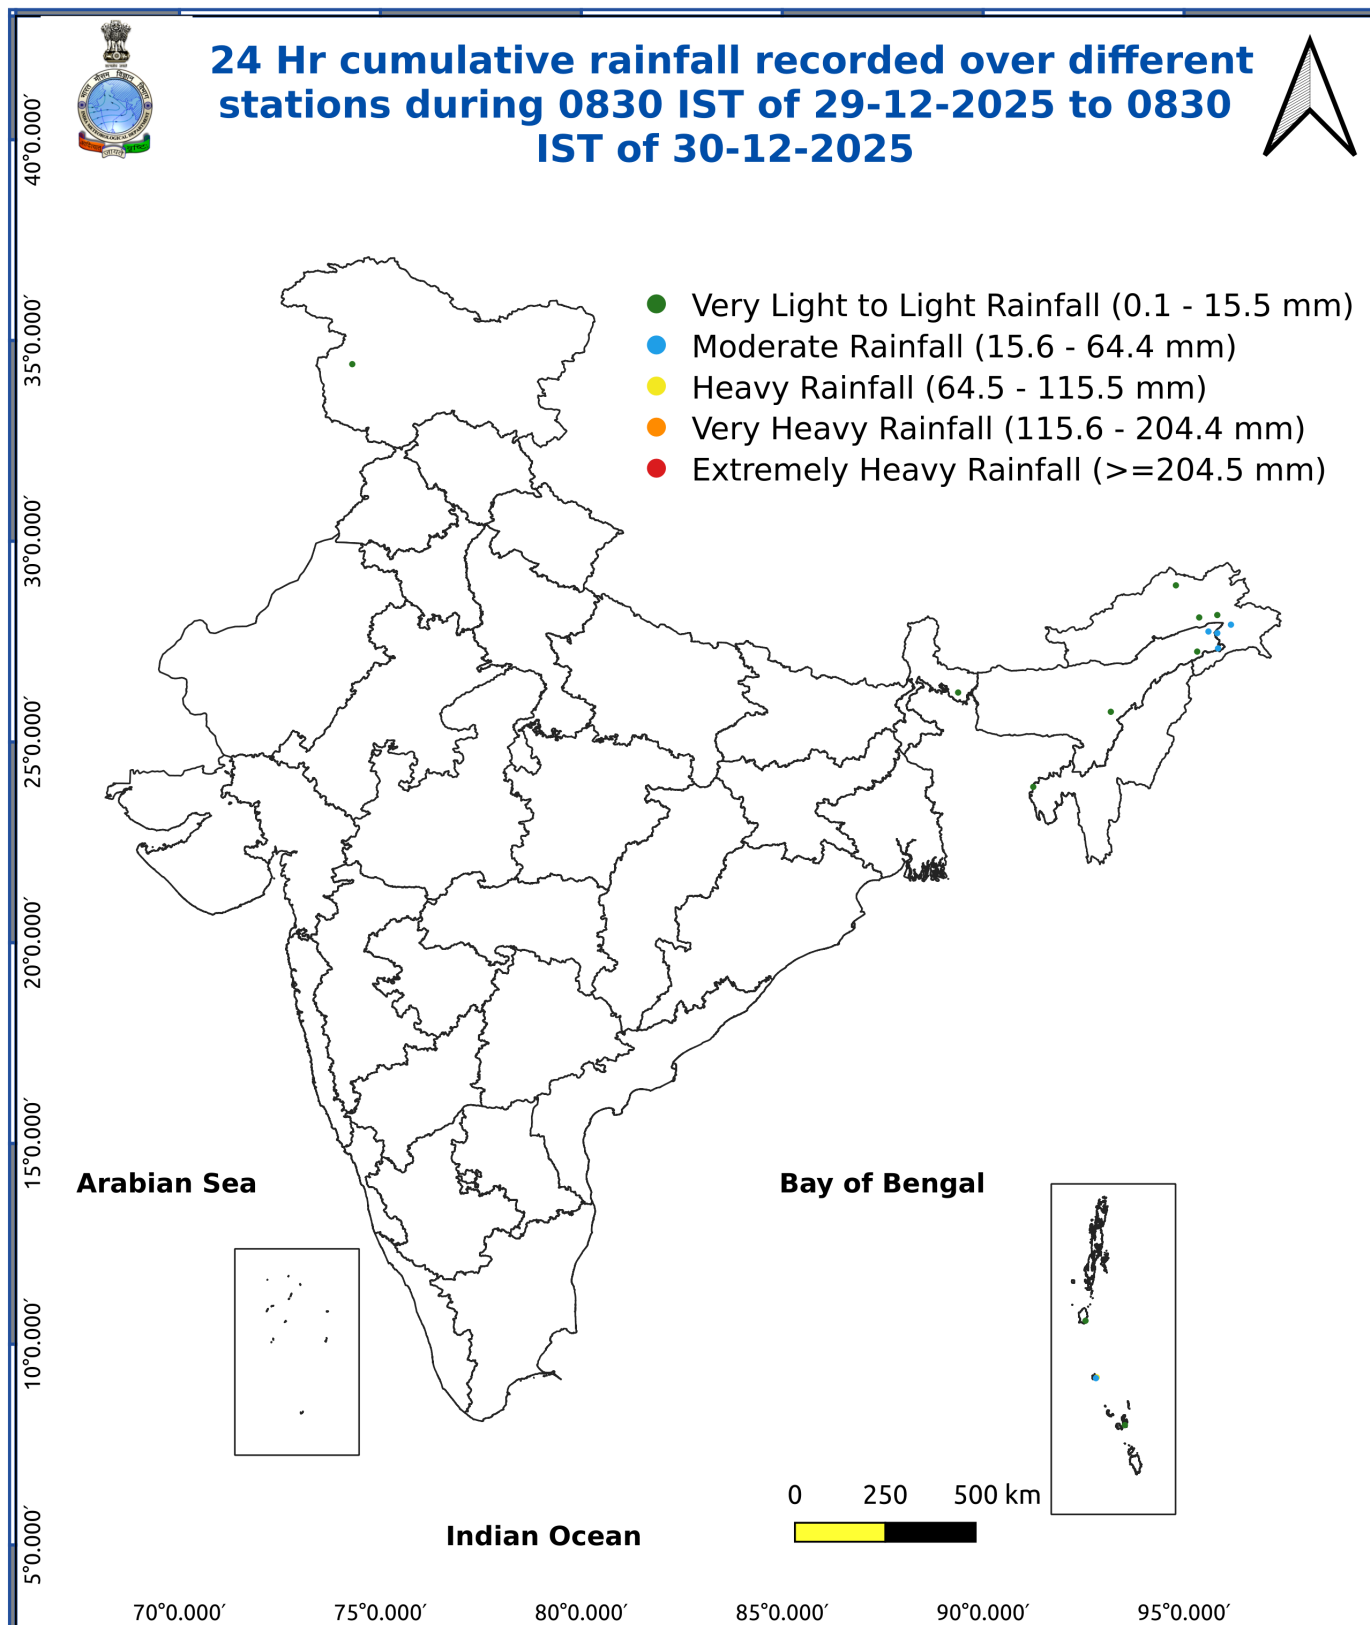 24 Hr cumulative rainfall recorded over different
stations during 0830 IST of 29-12-2025 to 0830
IST of 30-12-2025
Very Light to Light Rainfall (0.1 - 15.5 mm)
Moderate Rainfall (15.6 - 64.4 mm)
Heavy Rainfall (64.5 - 115.5 mm)
Very Heavy Rainfall (115.6 - 204.4 mm)
Extremely Heavy Rainfall (>=204.5 mm)
40°0.000′
35°0.000′
30°0.000′
25°0.000′
20°0.000′
15°0.000′
10°0.000′
5°0.000′
Arabian Sea
Bay of Bengal
Indian Ocean
0 250 500 km
70°0.000′ 75°0.000′ 80°0.000′ 85°0.000′ 90°0.000′ 95°0.000′